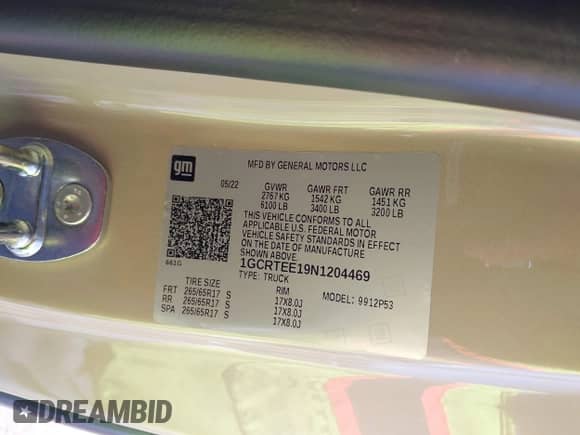 gm
MFD BY GENERAL MOTORS LLC
05/22 GVWR GAWR FRT GAWR RR
2767 KG 1542 KG 1451 KG
6100 LB 3400 LB 3200 LB
THIS VEHICLE CONFORMS TO ALL
APPLICABLE U.S. FEDERAL MOTOR
VEHICLE SAFETY STANDARDS IN EFFECT
ON THE DATE OF MANUFACTURE
SHOWN ABOVE.
1GCRTEE19N1204469
TYPE: TRUCK
661G
TIRE SIZE RIM MODEL: 9912P53
FRT 265/65R17 S 17X8.0J
RR 265/65R17 S 17X8.0J
SPA 265/65R17 S 17X8.0J
DREAMBID